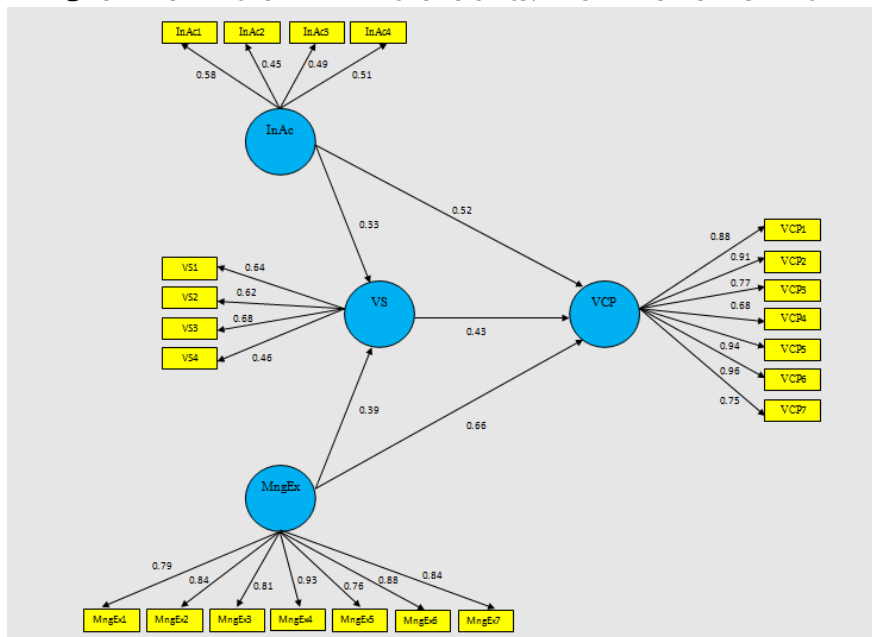 InAc1 InAc2 InAc3 InAc4
0.58 0.45 0.49 0.51
InAc
0.33
0.52
VS1
VS2
VS3
VS4
0.64
0.62
0.68
0.46
VS
0.43
VCP
0.88
0.91
0.77
0.68
0.94
0.96
0.75
VCP1
VCP2
VCP3
VCP4
VCP5
VCP6
VCP7
0.39
0.66
MngEx
0.79 0.84 0.81 0.93 0.76 0.88 0.84
MngEx1 MngEx2 MngEx3 MngEx4 MngEx5 MngEx6 MngEx7